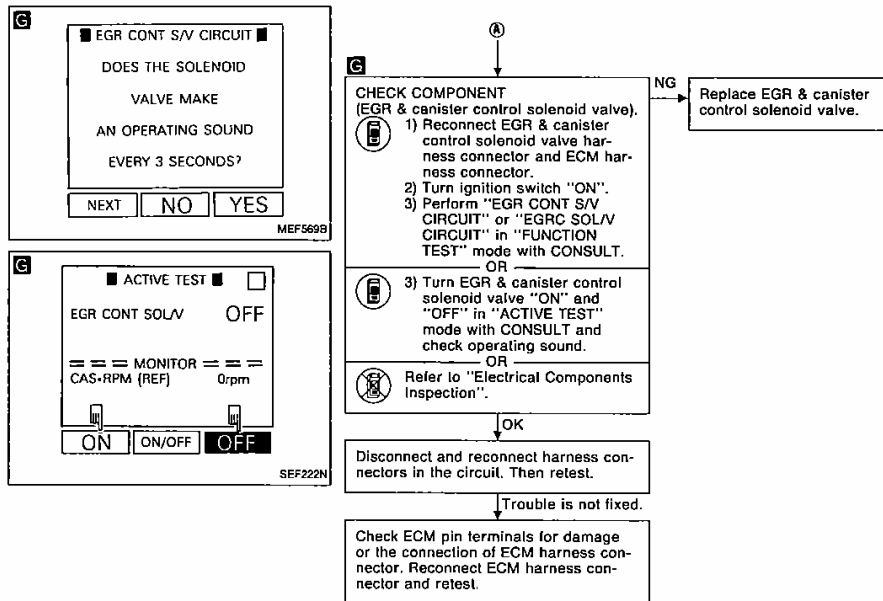 G
EGR CONT S/V CIRCUIT
DOES THE SOLENOID
VALVE MAKE
AN OPERATING SOUND
EVERY 3 SECONDS?
NEXT NO YES
MEF569B
G
ACTIVE TEST
EGR CONT SOL/V OFF
=== MONITOR ===
CAS•RPM (REF) 0rpm
ON ON/OFF OFF
SEF222N
A
G
CHECK COMPONENT
(EGR & canister control solenoid valve).
1) Reconnect EGR & canister
control solenoid valve har-
ness connector and ECM har-
ness connector.
2) Turn ignition switch "ON".
3) Perform "EGR CONT S/V
CIRCUIT" or "EGRC SOL/V
CIRCUIT" in "FUNCTION
TEST" mode with CONSULT.
OR
3) Turn EGR & canister control
solenoid valve "ON" and
"OFF" in "ACTIVE TEST"
mode with CONSULT and
check operating sound.
OR
Refer to "Electrical Components
Inspection".
NG
Replace EGR & canister
control solenoid valve.
OK
Disconnect and reconnect harness con-
nectors in the circuit. Then retest.
Trouble is not fixed.
Check ECM pin terminals for damage
or the connection of ECM harness con-
nector. Reconnect ECM harness con-
nector and retest.